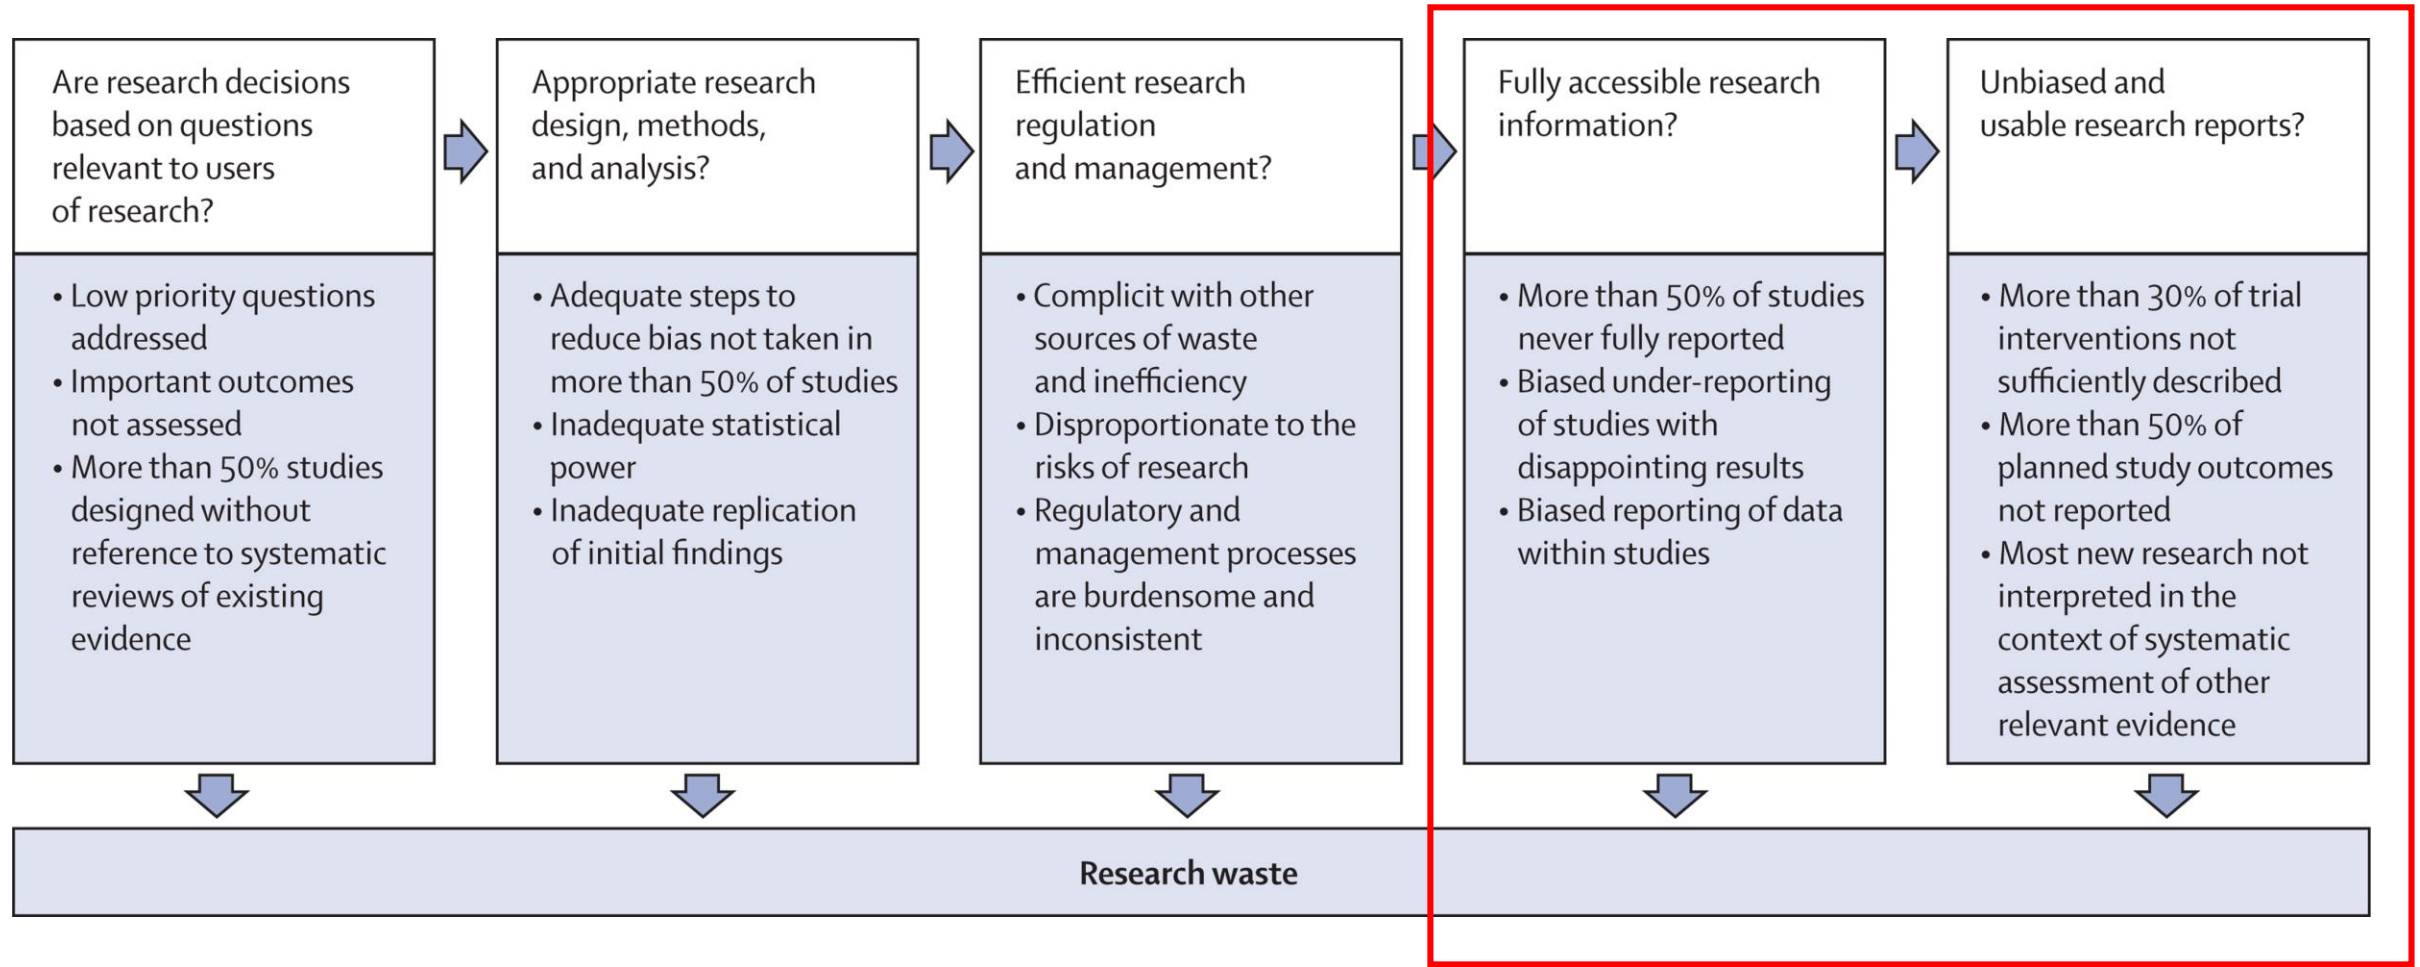 Are research decisions
based on questions
relevant to users
of research?
• Low priority questions
addressed
• Important outcomes
not assessed
• More than 50% studies
designed without
reference to systematic
reviews of existing
evidence
Appropriate research
design, methods,
and analysis?
• Adequate steps to
reduce bias not taken in
more than 50% of studies
• Inadequate statistical
power
• Inadequate replication
of initial findings
Efficient research
regulation
and management?
• Complicit with other
sources of waste
and inefficiency
• Disproportionate to the
risks of research
• Regulatory and
management processes
are burdensome and
inconsistent
Fully accessible research
information?
• More than 50% of studies
never fully reported
• Biased under-reporting
of studies with
disappointing results
• Biased reporting of data
within studies
Unbiased and
usable research reports?
• More than 30% of trial
interventions not
sufficiently described
• More than 50% of
planned study outcomes
not reported
• Most new research not
interpreted in the
context of systematic
assessment of other
relevant evidence
Research waste